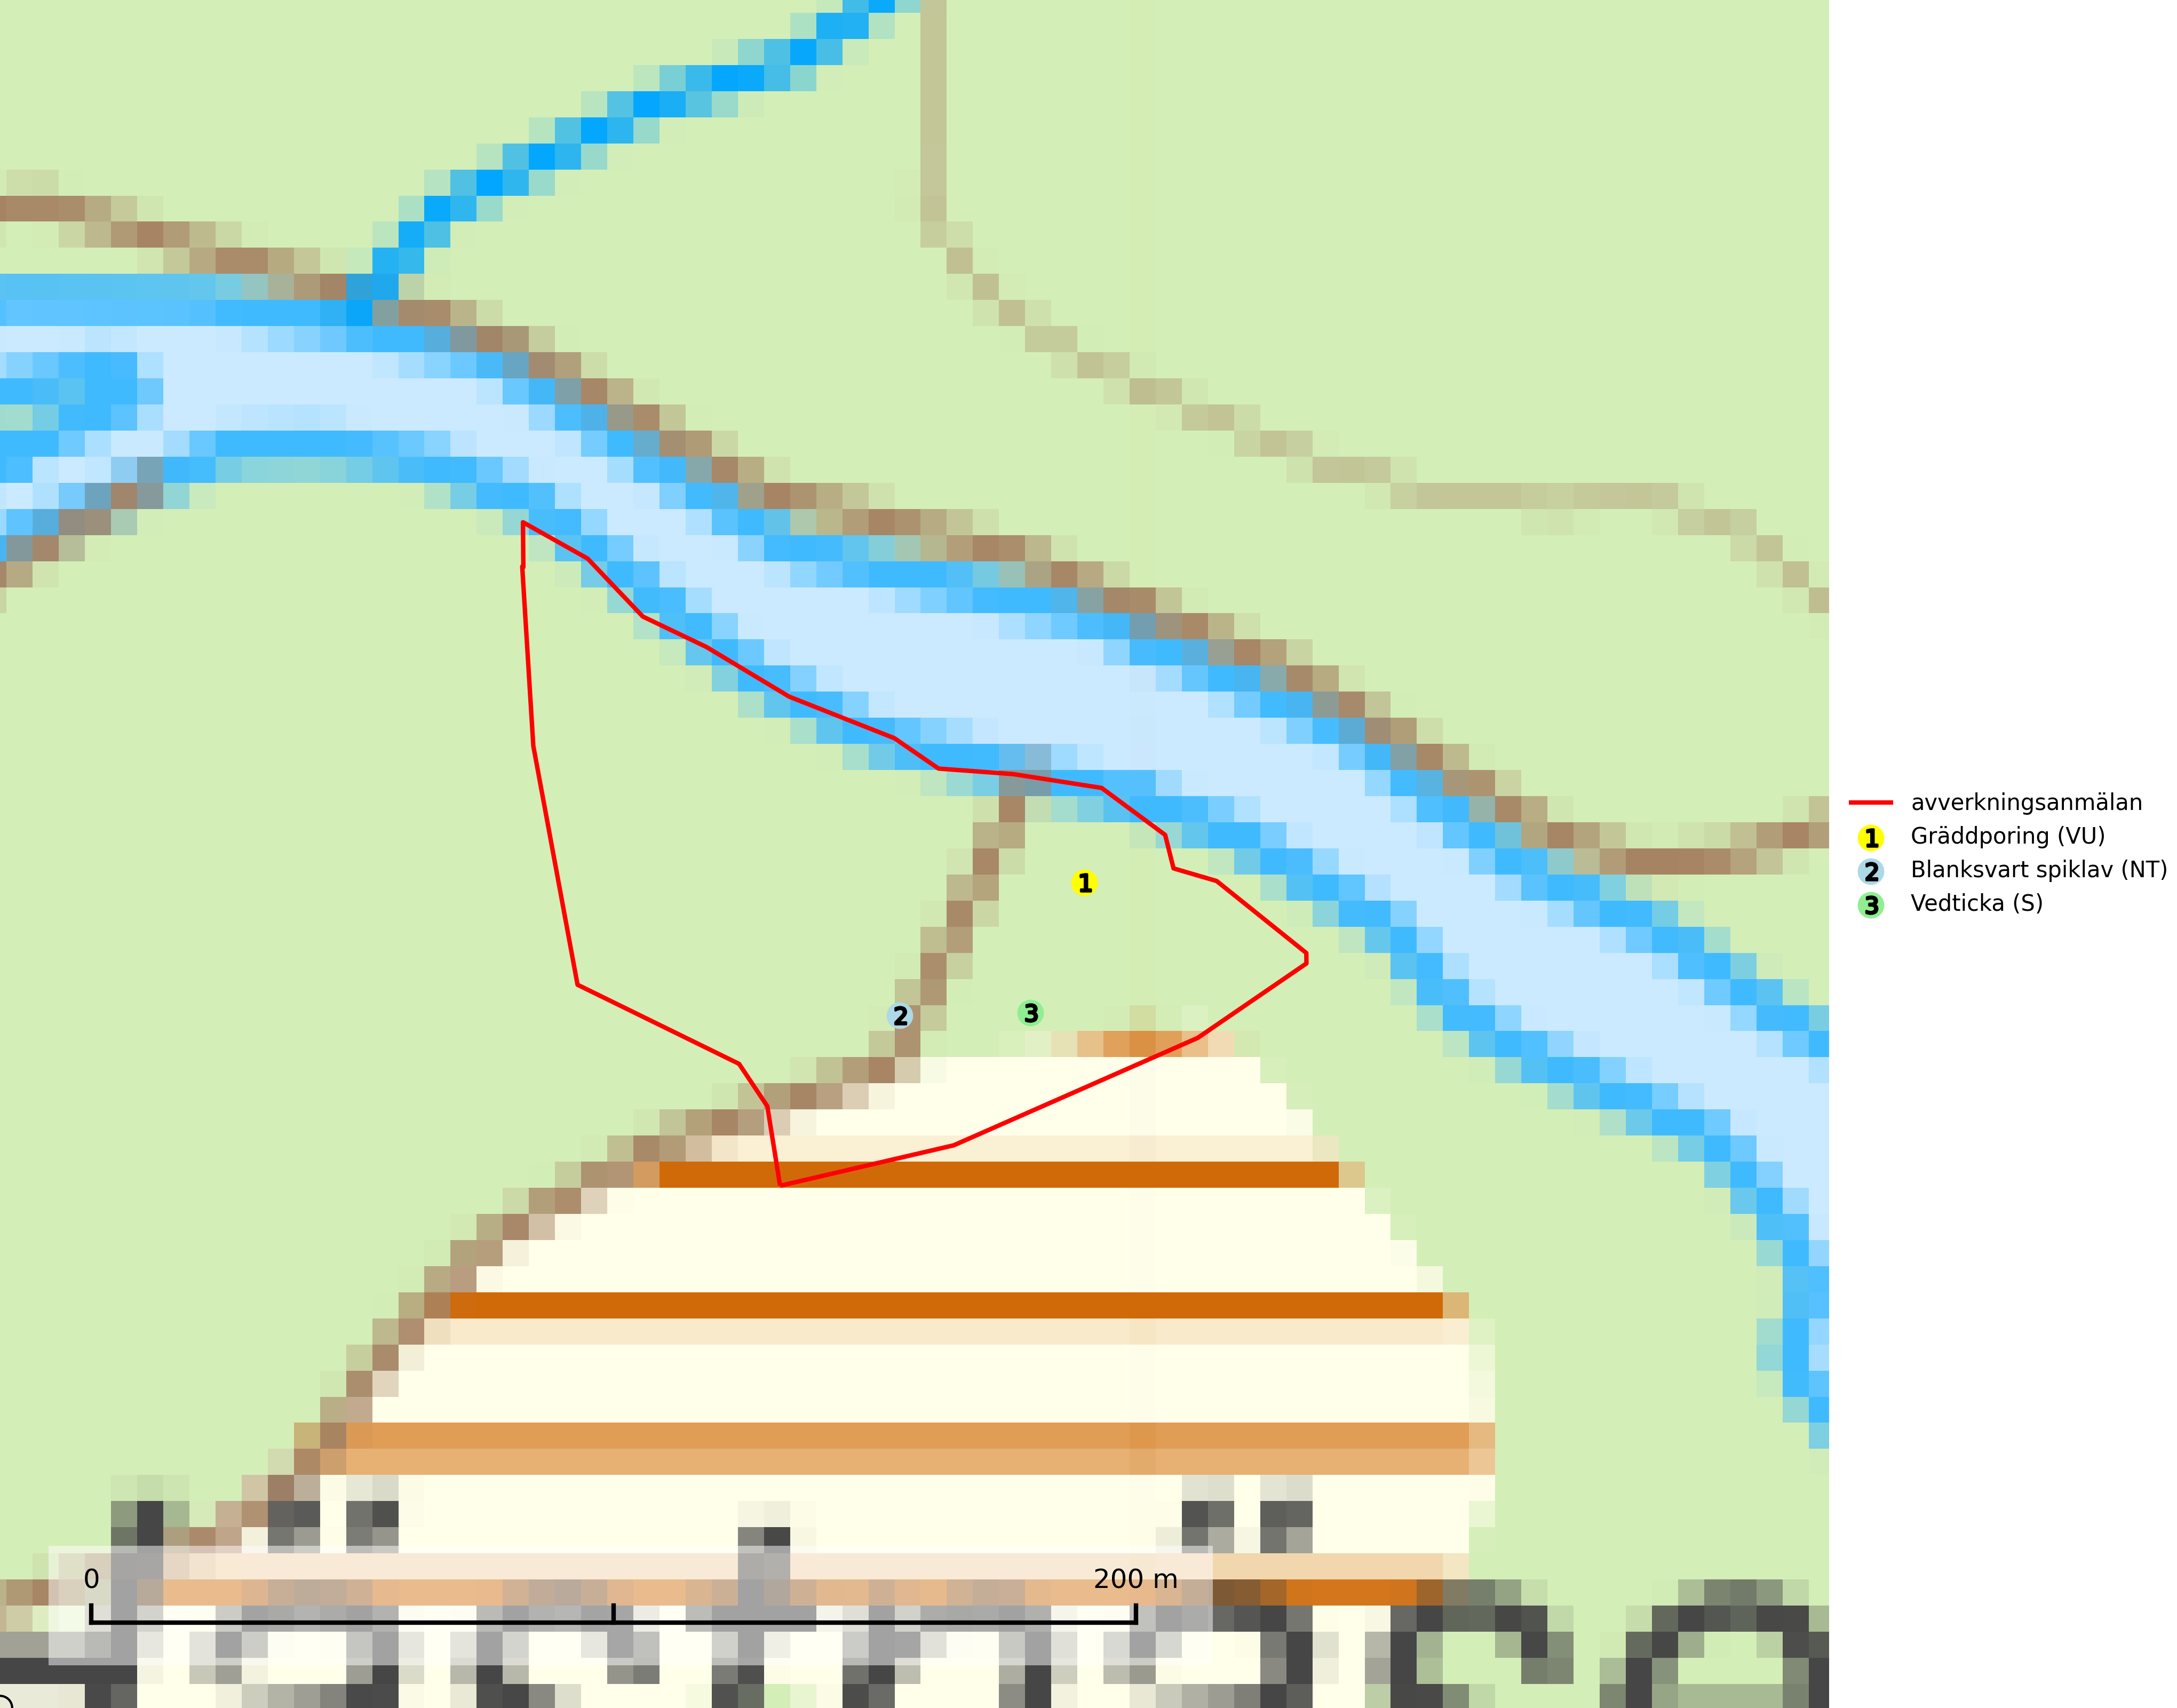 avverkningsanmälan
1 Gräddporing (VU)
2 Blanksvart spiklav (NT)
3 Vedticka (S)
1
2
3
0 200 m